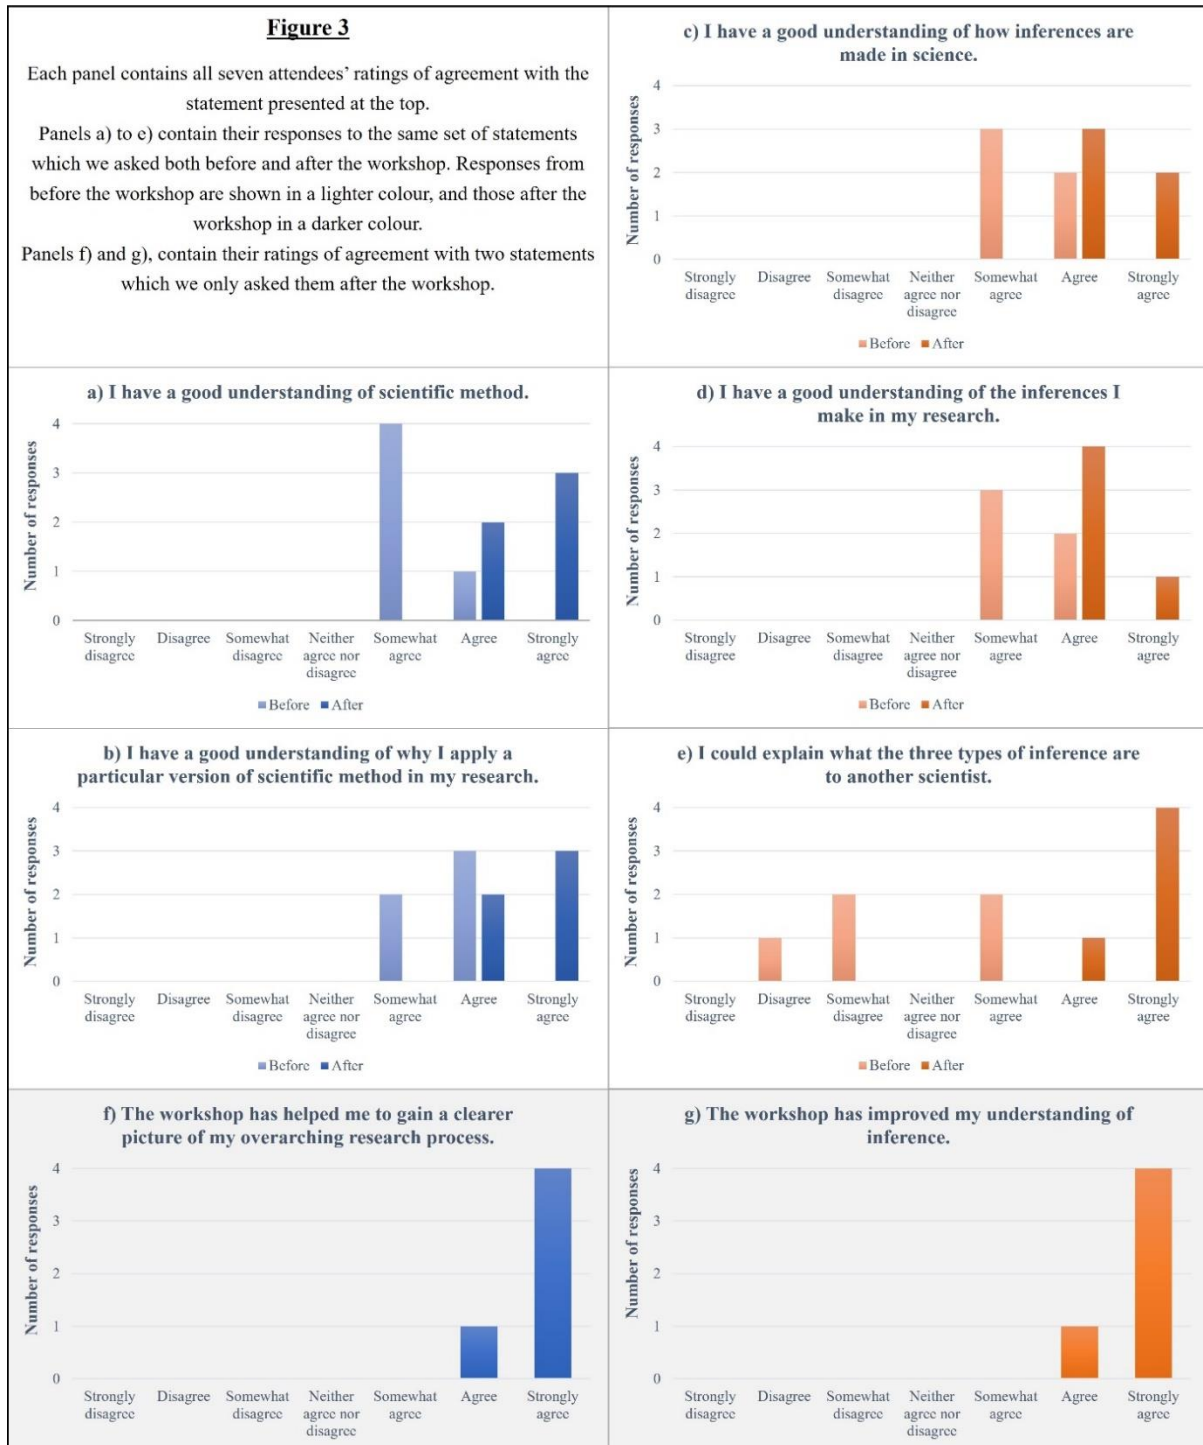 Figure 3
Each panel contains all seven attendees' ratings of agreement with the
statement presented at the top.
Panels a) to e) contain their responses to the same set of statements
which we asked both before and after the workshop. Responses from
before the workshop are shown in a lighter colour, and those after the
workshop in a darker colour.
Panels f) and g), contain their ratings of agreement with two statements
which we only asked them after the workshop.
c) I have a good understanding of how inferences are
made in science.
Number of responses
4
3
2
1
0
Strongly disagree
Disagree
Somewhat disagree
Neither agree nor disagree
Somewhat agree
Agree
Strongly agree
Before After
a) I have a good understanding of scientific method.
Number of responses
4
3
2
1
0
Strongly disagree
Disagree
Somewhat disagree
Neither agree nor disagree
Somewhat agree
Agree
Strongly agree
Before After
d) I have a good understanding of the inferences I
make in my research.
Number of responses
4
3
2
1
0
Strongly disagree
Disagree
Somewhat disagree
Neither agree nor disagree
Somewhat agree
Agree
Strongly agree
Before After
b) I have a good understanding of why I apply a
particular version of scientific method in my research.
Number of responses
4
3
2
1
0
Strongly disagree
Disagree
Somewhat disagree
Neither agree nor disagree
Somewhat agree
Agree
Strongly agree
Before After
e) I could explain what the three types of inference are
to another scientist.
Number of responses
4
3
2
1
0
Strongly disagree
Disagree
Somewhat disagree
Neither agree nor disagree
Somewhat agree
Agree
Strongly agree
Before After
f) The workshop has helped me to gain a clearer
picture of my overarching research process.
Number of responses
4
3
2
1
0
Strongly disagree
Disagree
Somewhat disagree
Neither agree nor disagree
Somewhat agree
Agree
Strongly agree
g) The workshop has improved my understanding of
inference.
Number of responses
4
3
2
1
0
Strongly disagree
Disagree
Somewhat disagree
Neither agree nor disagree
Somewhat agree
Agree
Strongly agree